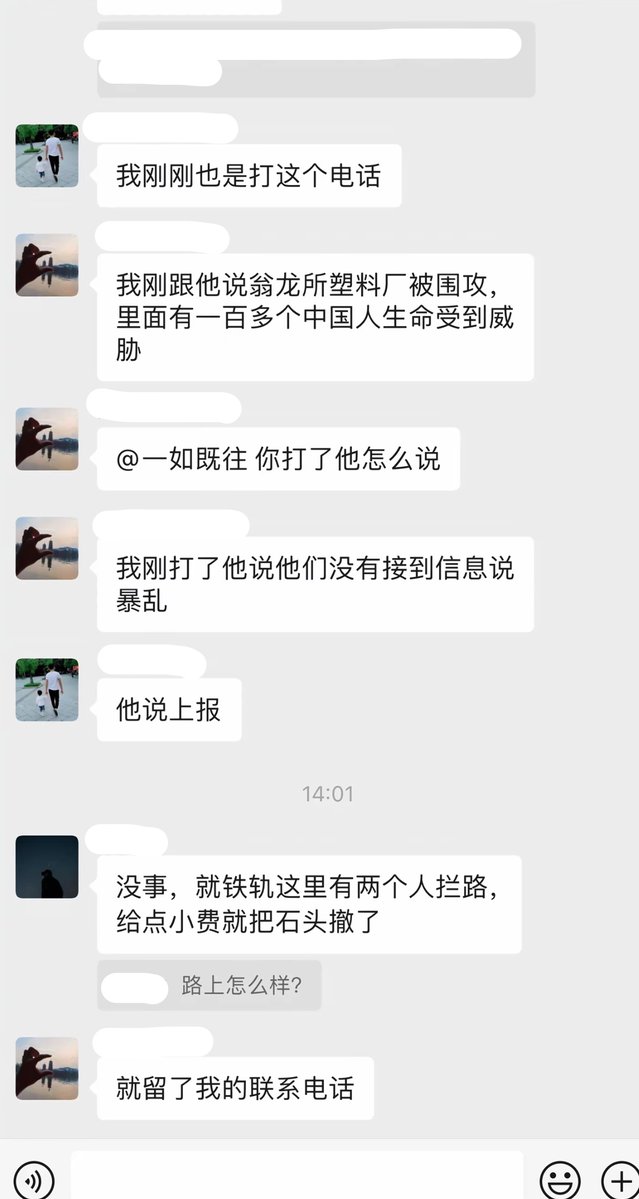 我刚刚也是打这个电话
我刚跟他说翁龙所塑料厂被围攻，
里面有一百多个中国人生命受到威
胁
@一如既往 你打了他怎么说
我刚打了他说他们没有接到信息说
暴乱
他说上报
14:01
没事，就铁轨这里有两个人拦路，
给点小费就把石头撤了
路上怎么样?
就留了我的联系电话